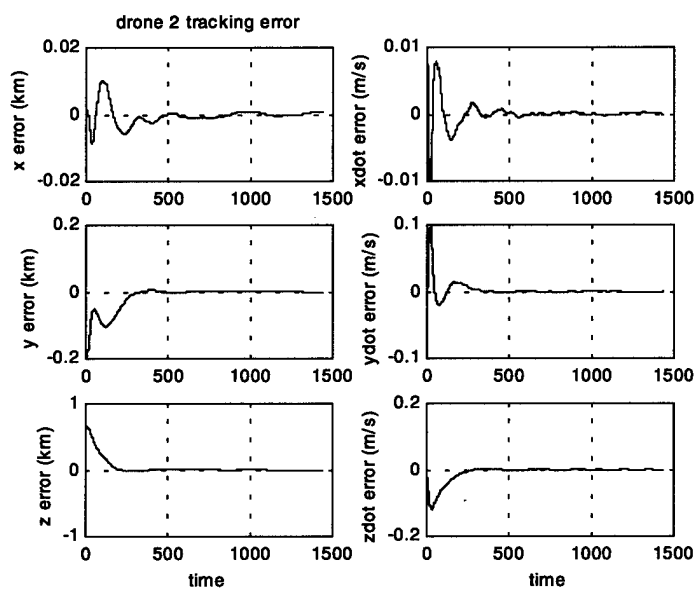 drone 2 tracking error
0.02
0
-0.02
x error (km)
0 500 1000 1500
0.01
0
-0.01
xdot error (m/s)
0 500 1000 1500
0.2
0
-0.2
y error (km)
0 500 1000 1500
0.1
0
-0.1
ydot error (m/s)
0 500 1000 1500
1
0
-1
z error (km)
0 500 1000 1500
time
0.2
0
-0.2
zdot error (m/s)
0 500 1000 1500
time